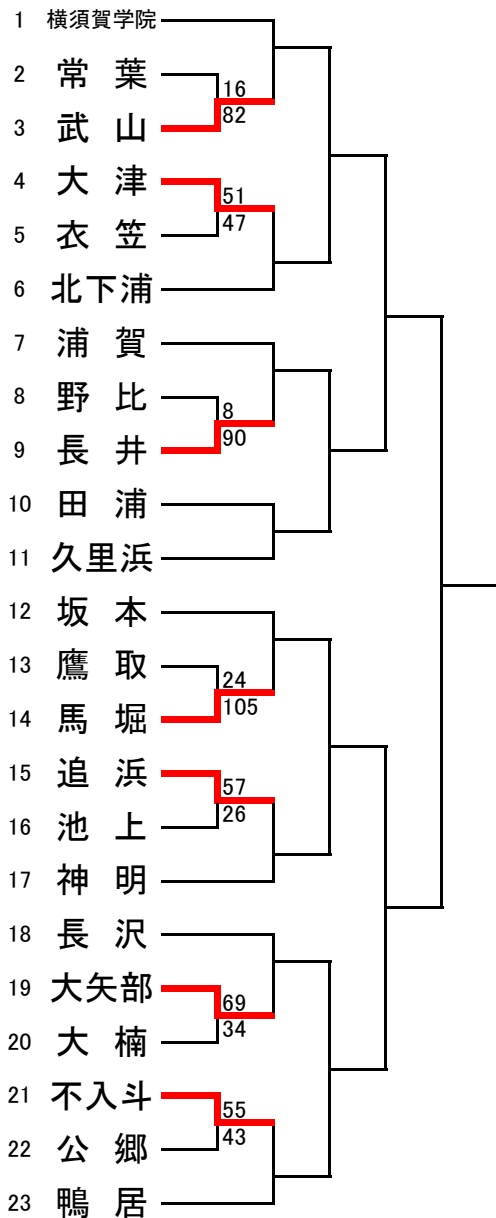 1 横須賀学院
2 常葉
16
3 武山
82
4 大津
51
5 衣笠
47
6 北下浦
7 浦賀
8 野比
8
9 長井
90
10 田浦
11 久里浜
12 坂本
13 鷹取
24
14 馬堀
105
15 追浜
57
16 池上
26
17 神明
18 長沢
19 大矢部
69
20 大楠
34
21 不入斗
55
22 公郷
43
23 鴨居